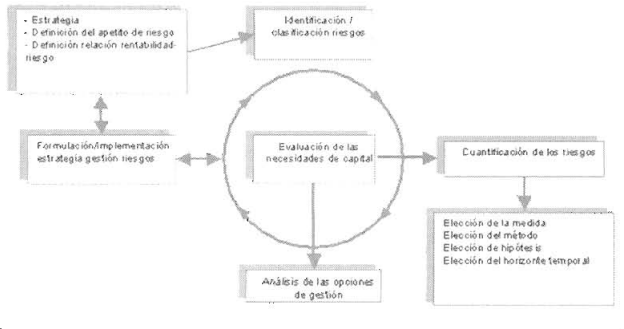 - Estrategia
- Definición del apetito de riesgo
- Definición relación rentabilidad-
riesgo
Identificación /
clasificación riesgos
Formulación/implementación
estrategia gestión riesgos
Evaluación de las
necesidades de capital
Cuantificación de los riesgos
Elección de la medida
Elección del método
Elección de hipótesis
Elección del horizonte temporal
Análisis de las opciones
de gestión